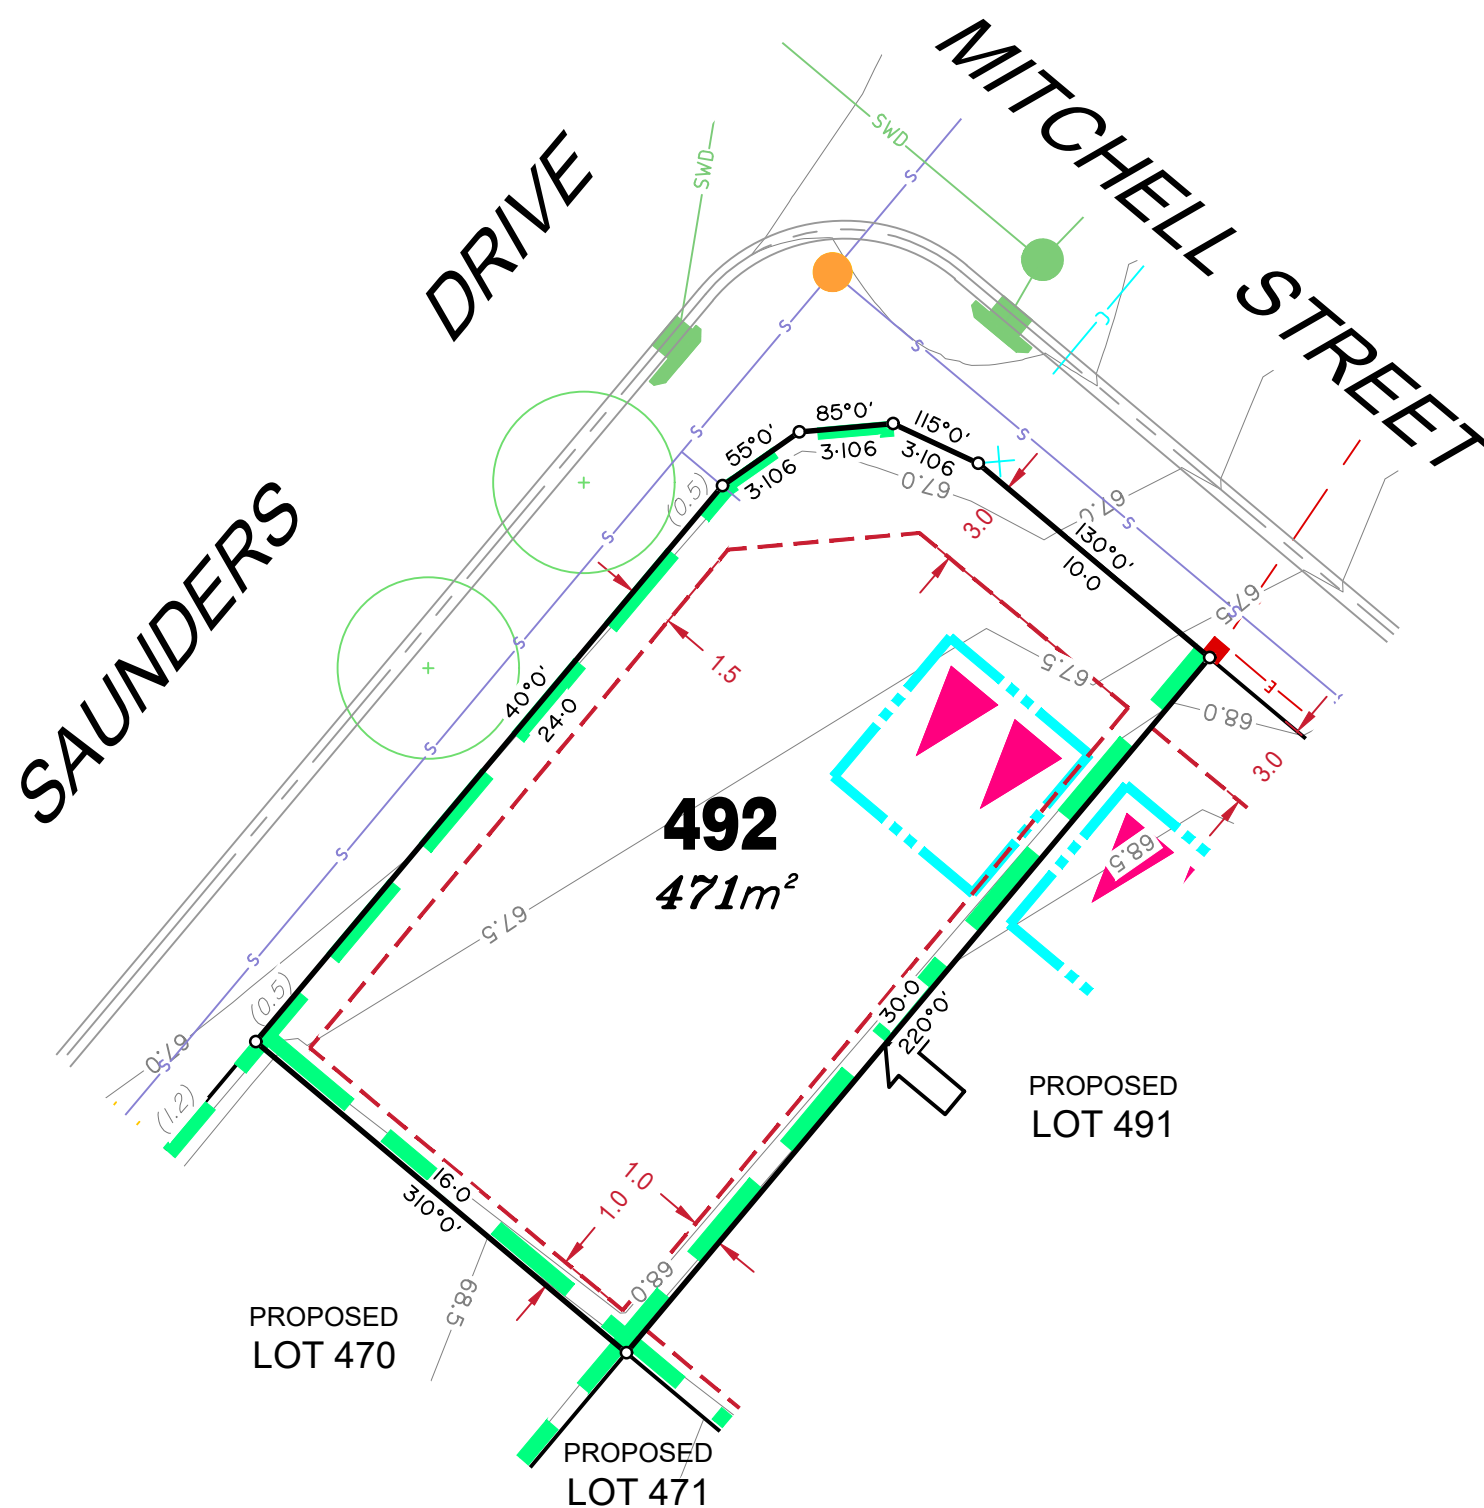 MITCHELL STREET
SAUNDERS DRIVE
SWD
SWD
S
S
S
S
C
S
S
85°0'
115°0'
55°0'
3·106
3·106
3·106
(0.5)
67.0
67.0
3.0
130°0'
10·0
S
S
S
67.5
S
1.5
67.5
E
68.0
3.0
40°0'
24·0
S
492
471m²
68.5
S
67.5
S
(0.5)
30·0
220°0'
67.0
S
(1.2)
PROPOSED
LOT 491
16·0
310°0'
1.0
1.0
68.0
68.5
PROPOSED
LOT 470
PROPOSED
LOT 471